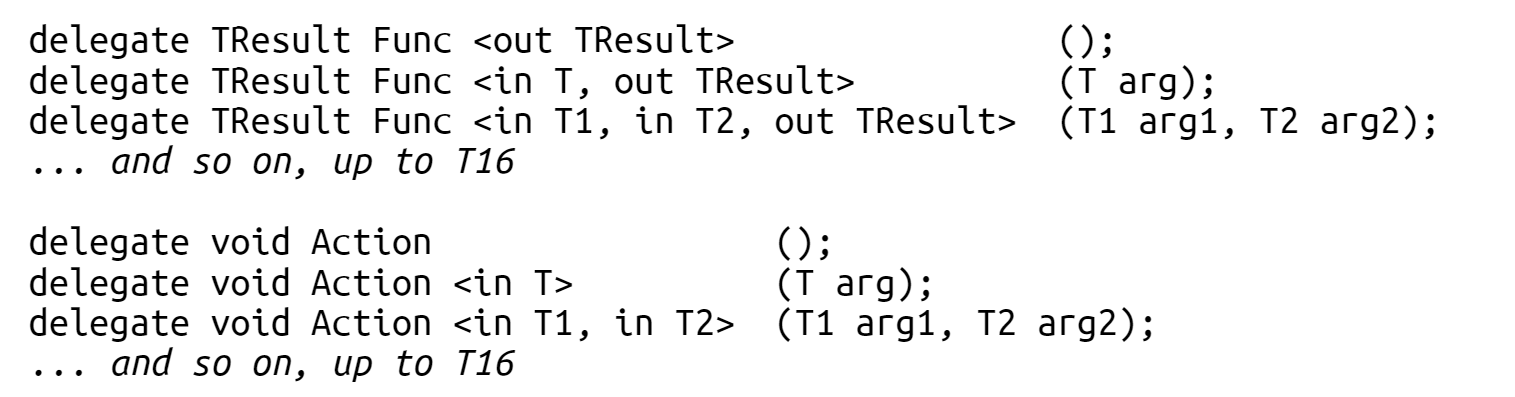 delegate TResult Func <out TResult> ();
delegate TResult Func <in T, out TResult> (T arg);
delegate TResult Func <in T1, in T2, out TResult> (T1 arg1, T2 arg2);
... and so on, up to T16
delegate void Action ();
delegate void Action <in T> (T arg);
delegate void Action <in T1, in T2> (T1 arg1, T2 arg2);
... and so on, up to T16